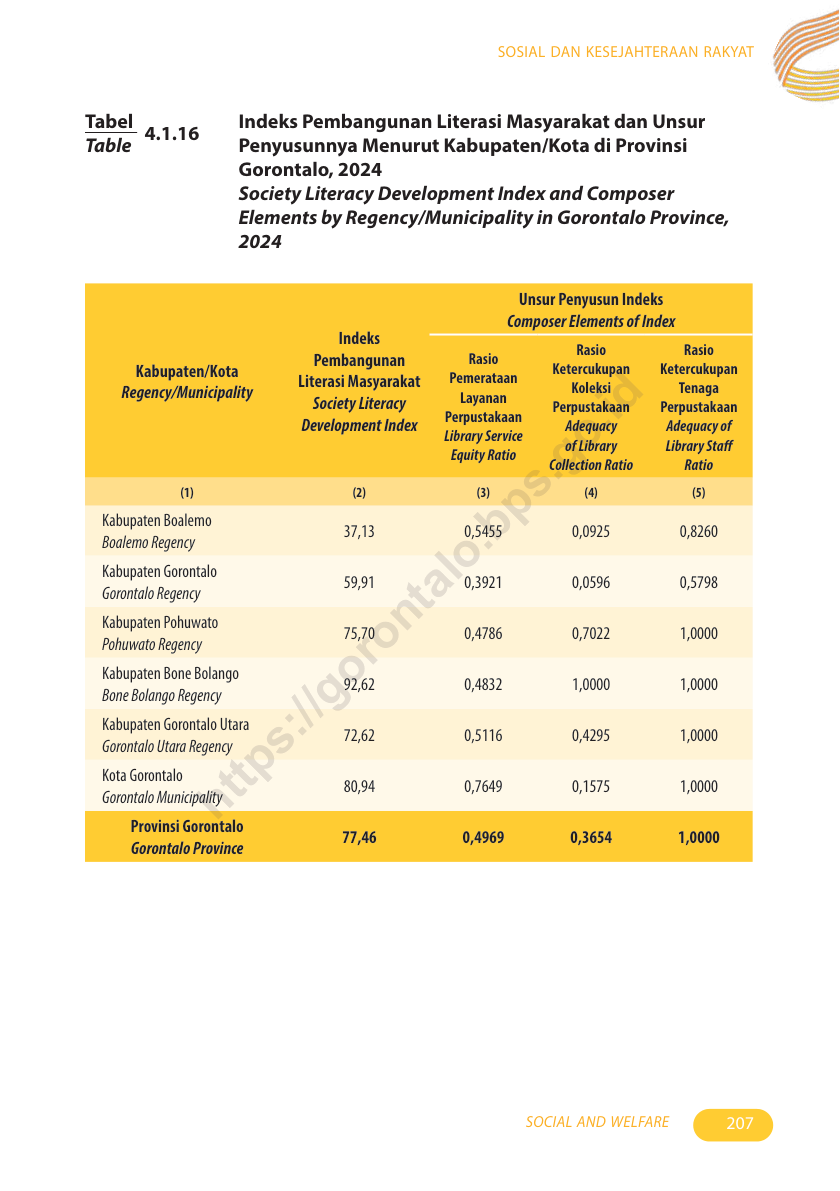 SOSIAL DAN KESEJAHTERAAN RAKYAT
Tabel
Table
4.1.16
Indeks Pembangunan Literasi Masyarakat dan Unsur
Penyusunnya Menurut Kabupaten/Kota di Provinsi
Gorontalo, 2024
Society Literacy Development Index and Composer
Elements by Regency/Municipality in Gorontalo Province,
2024
Kabupaten/Kota
Regency/Municipality
Indeks
Pembangunan
Literasi Masyarakat
Society Literacy
Development Index
Unsur Penyusun Indeks
Composer Elements of Index
Rasio
Pemerataan
Layanan
Perpustakaan
Library Service
Equity Ratio
Rasio
Ketercukupan
Koleksi
Perpustakaan
Adequacy
of Library
Collection Ratio
Rasio
Ketercukupan
Tenaga
Perpustakaan
Adequacy of
Library Staff
Ratio
(1) (2) (3) (4) (5)
Kabupaten Boalemo
Boalemo Regency
37,13 0,5455 0,0925 0,8260
Kabupaten Gorontalo
Gorontalo Regency
59,91 0,3921 0,0596 0,5798
Kabupaten Pohuwato
Pohuwato Regency
75,70 0,4786 0,7022 1,0000
Kabupaten Bone Bolango
Bone Bolango Regency
92,62 0,4832 1,0000 1,0000
Kabupaten Gorontalo Utara
Gorontalo Utara Regency
72,62 0,5116 0,4295 1,0000
Kota Gorontalo
Gorontalo Municipality
80,94 0,7649 0,1575 1,0000
Provinsi Gorontalo
Gorontalo Province
77,46 0,4969 0,3654 1,0000
https://gorontalo.bps.go.id
SOCIAL AND WELFARE
207